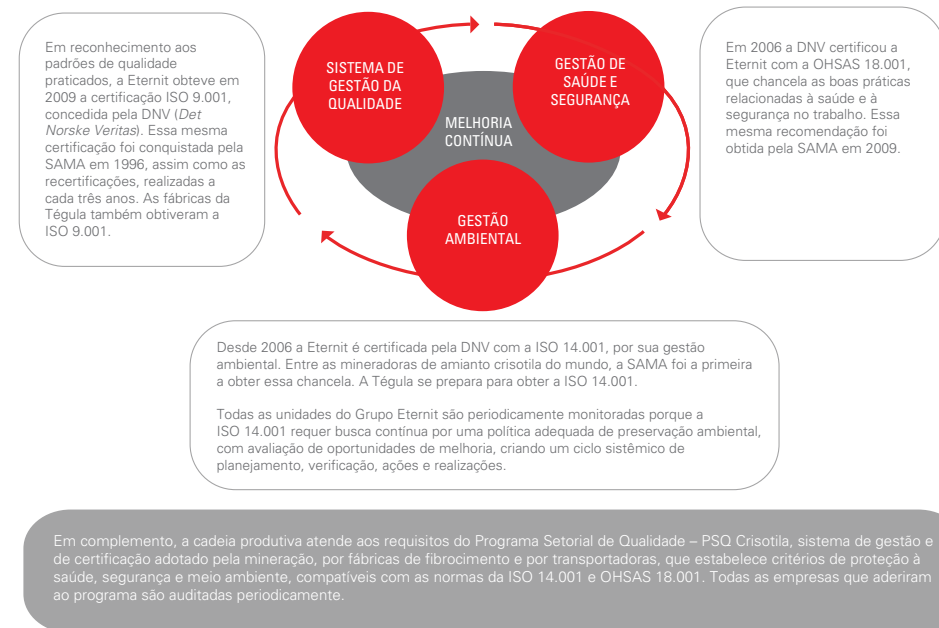 Em reconhecimento aos
padrões de qualidade
praticados, a Eternit obteve em
2009 a certificação ISO 9.001,
concedida pela DNV (Det
Norske Veritas). Essa mesma
certificação foi conquistada pela
SAMA em 1996, assim como as
recertificações, realizadas a
cada três anos. As fábricas da
Tégula também obtiveram a
ISO 9.001.
SISTEMA DE
GESTÃO DA
QUALIDADE
MELHORIA
CONTÍNUA
GESTÃO DE
SAÚDE E
SEGURANÇA
GESTÃO
AMBIENTAL
Em 2006 a DNV certificou a
Eternit com a OHSAS 18.001,
que chancela as boas práticas
relacionadas à saúde e à
segurança no trabalho. Essa
mesma recomendação foi
obtida pela SAMA em 2009.
Desde 2006 a Eternit é certificada pela DNV com a ISO 14.001, por sua gestão
ambiental. Entre as mineradoras de amianto crisotila do mundo, a SAMA foi a primeira
a obter essa chancela. A Tégula se prepara para obter a ISO 14.001.
Todas as unidades do Grupo Eternit são periodicamente monitoradas porque a
ISO 14.001 requer busca contínua por uma política adequada de preservação ambiental,
com avaliação de oportunidades de melhoria, criando um ciclo sistêmico de
planejamento, verificação, ações e realizações.
Em complemento, a cadeia produtiva atende aos requisitos do Programa Setorial de Qualidade – PSQ Crisotila, sistema de gestão e
de certificação adotado pela mineração, por fábricas de fibrocimento e por transportadoras, que estabelece critérios de proteção à
saúde, segurança e meio ambiente, compatíveis com as normas da ISO 14.001 e OHSAS 18.001. Todas as empresas que aderiram
ao programa são auditadas periodicamente.